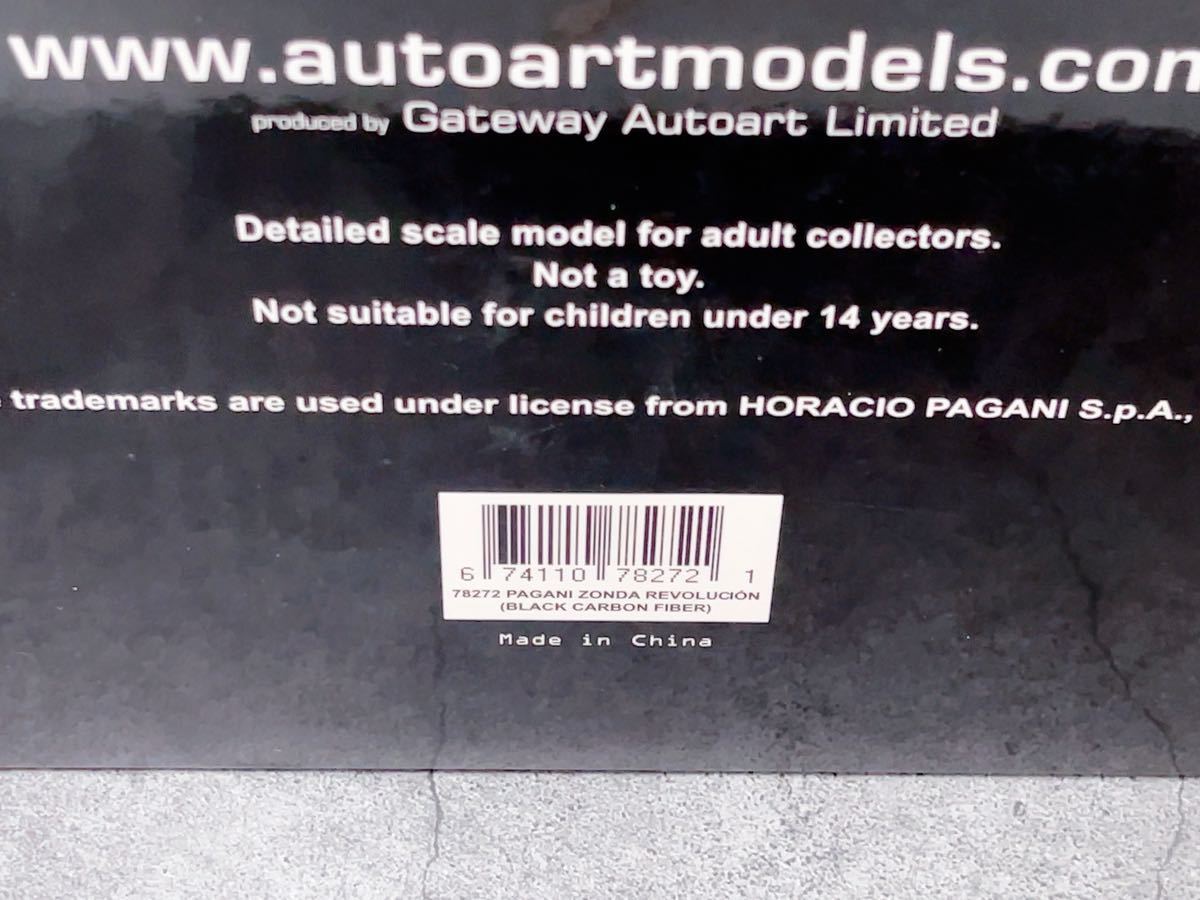 www.autoartmodels.com
produced by Gateway Autoart Limited
Detailed scale model for adult collectors.
Not a toy.
Not suitable for children under 14 years.
trademarks are used under license from HORACIO PAGANI S.p.A.,
6 74110 78272 1
78272 PAGANI ZONDA REVOLUCIÓN
(BLACK CARBON FIBER)
Made in China